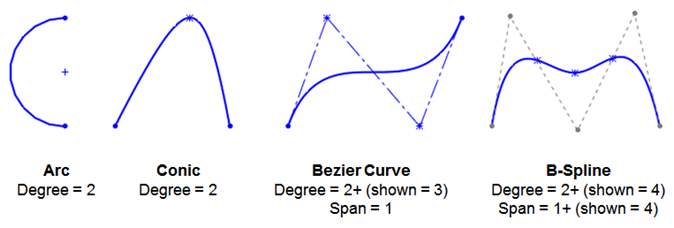 Arc
Degree = 2
Conic
Degree = 2
Bezier Curve
Degree = 2+ (shown = 3)
Span = 1
B-Spline
Degree = 2+ (shown = 4)
Span = 1+ (shown = 4)